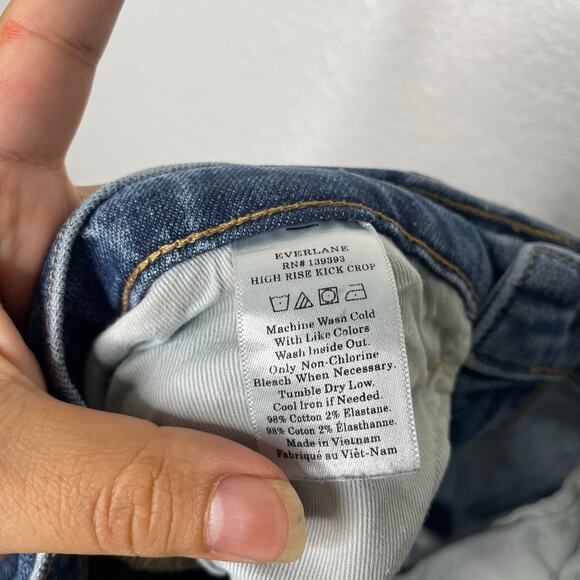 EVERLANE
RN# 139393
HIGH RISE KICK CROP
Machine Wash Cold
With Like Colors
Wash Inside Out.
Only Non-Chlorine
Bleach When Necessary.
Tumble Dry Low.
Cool Iron if Needed.
98% Cotton 2% Elastane.
98% Coton 2% Elasthanne.
Made in Vietnam
Fabriqué au Viêt-Nam